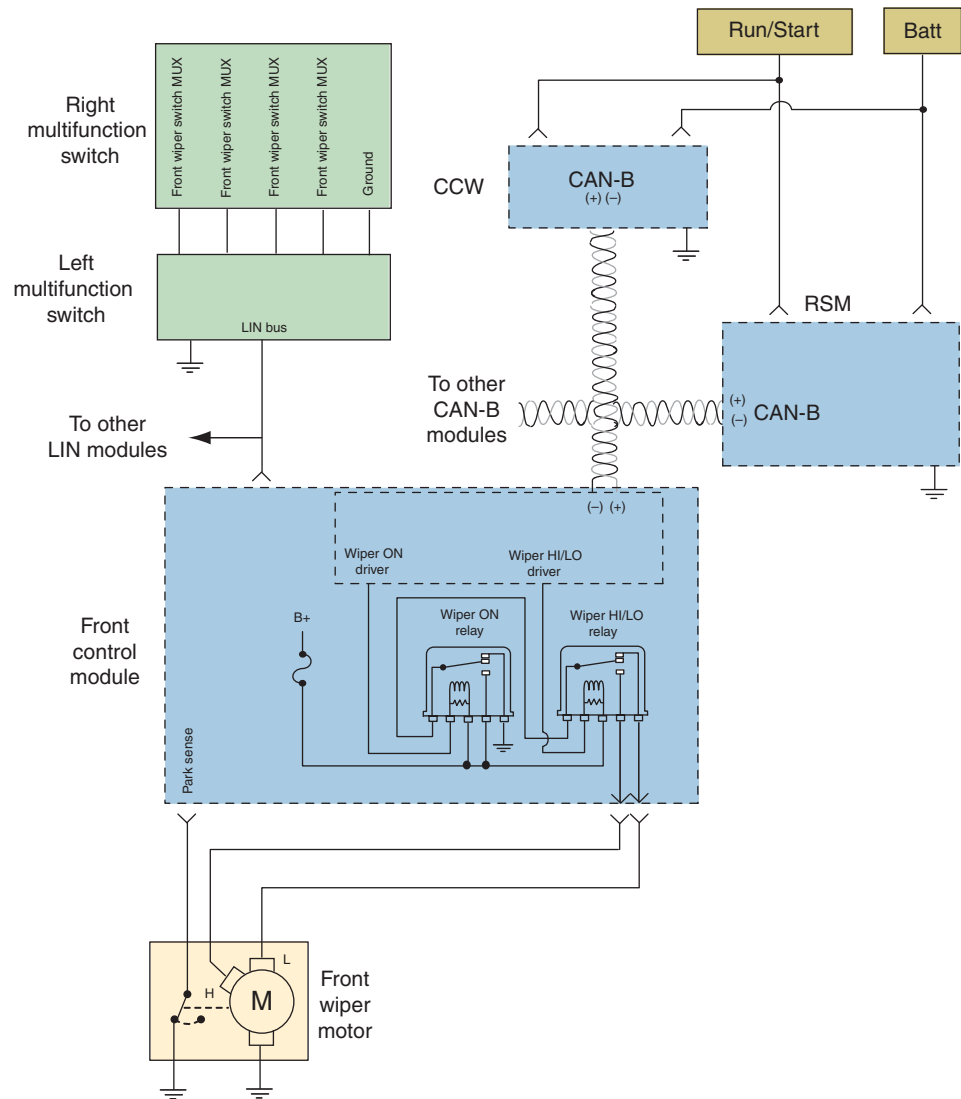 Run/Start
Batt
Right
multifunction
switch
Front wiper switch MUX
Front wiper switch MUX
Front wiper switch MUX
Front wiper switch MUX
Ground
CCW
CAN-B
(+) (–)
Left
multifunction
switch
LIN bus
RSM
To other
CAN-B
modules
(+)
(–)
CAN-B
To other
LIN modules
(–) (+)
Wiper ON
driver
Wiper HI/LO
driver
Front
control
module
B+
Wiper ON
relay
Wiper HI/LO
relay
Park sense
L
H
M
Front
wiper
motor